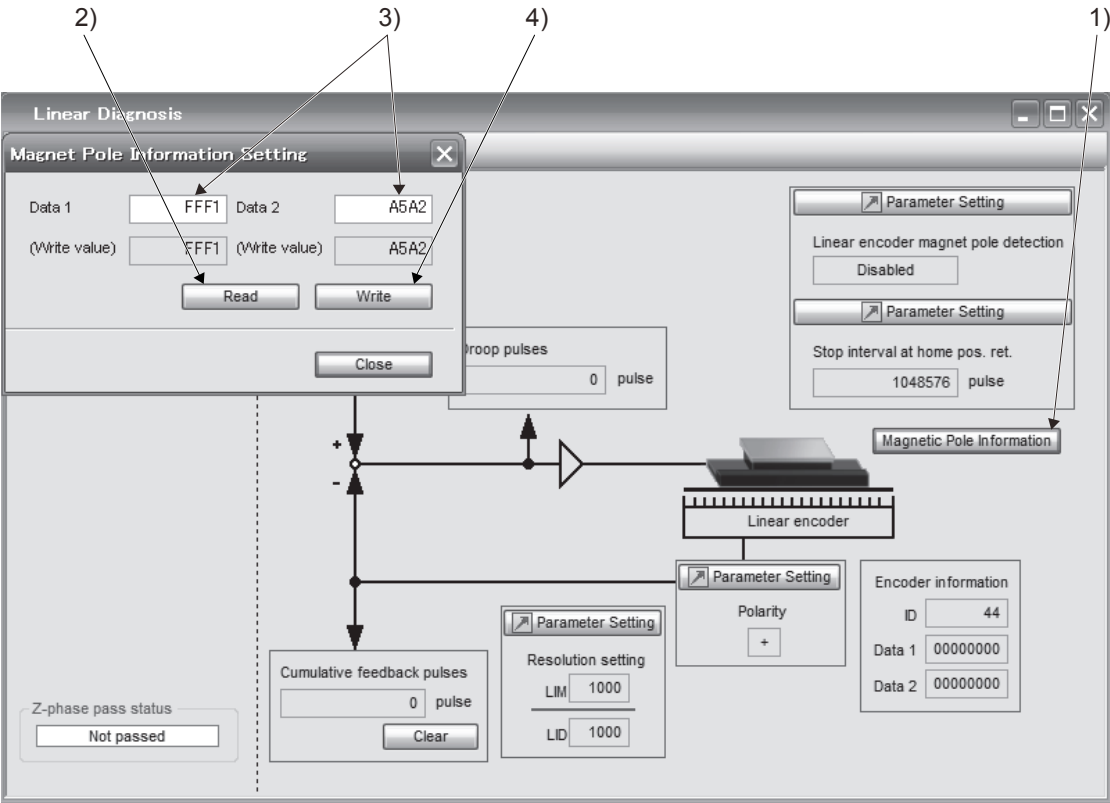 2)
3)
4)
1)
Linear Diagnosis
Magnet Pole Information Setting
Data 1 FFF1 Data 2 A5A2
(Write value) FFF1 (Write value) A5A2
Read Write
Close
Droop pulses
0 pulse
Parameter Setting
Linear encoder magnet pole detection
Disabled
Parameter Setting
Stop interval at home pos. ret.
1048576 pulse
Magnetic Pole Information
+
-
Linear encoder
Parameter Setting
Polarity
+
Encoder information
ID 44
Data 1 00000000
Data 2 00000000
Parameter Setting
Resolution setting
LIM 1000
LID 1000
Cumulative feedback pulses
0 pulse
Clear
Z-phase pass status
Not passed